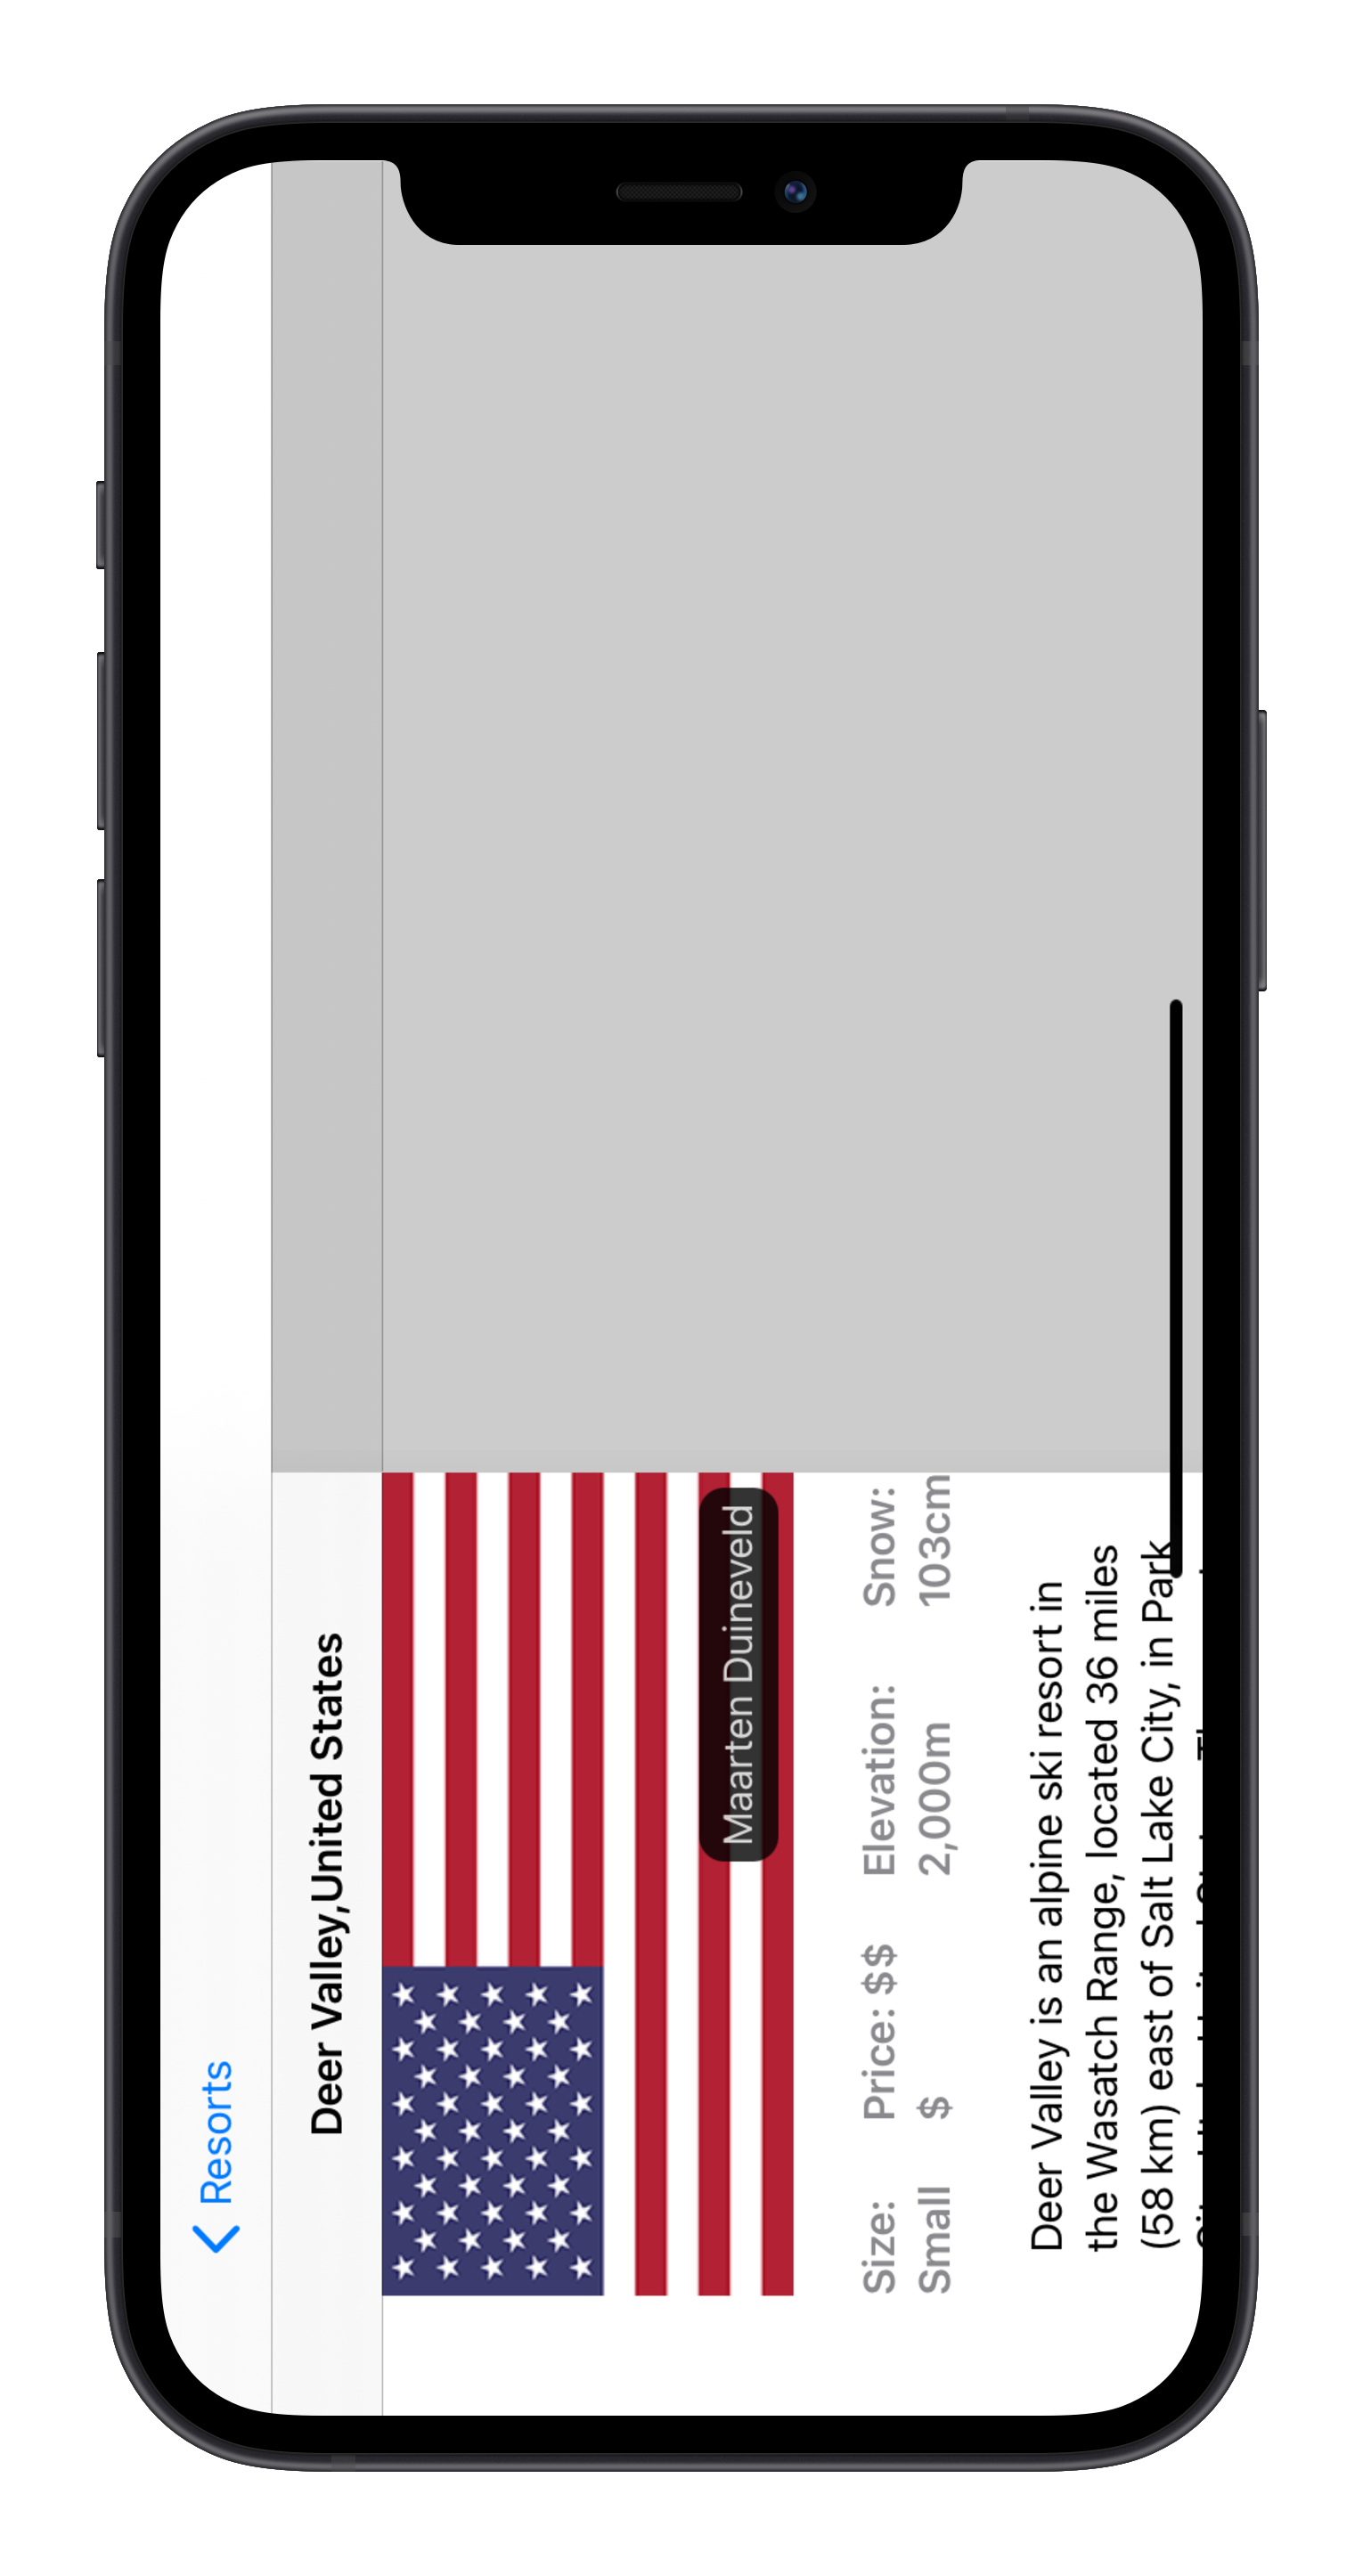 Resorts
Deer Valley,United States
Maarten Duineveld
Size:
Small
Price: $$
$
Elevation:
2,000m
Snow:
103cm
Deer Valley is an alpine ski resort in
the Wasatch Range, located 36 miles
(58 km) east of Salt Lake City, in Park